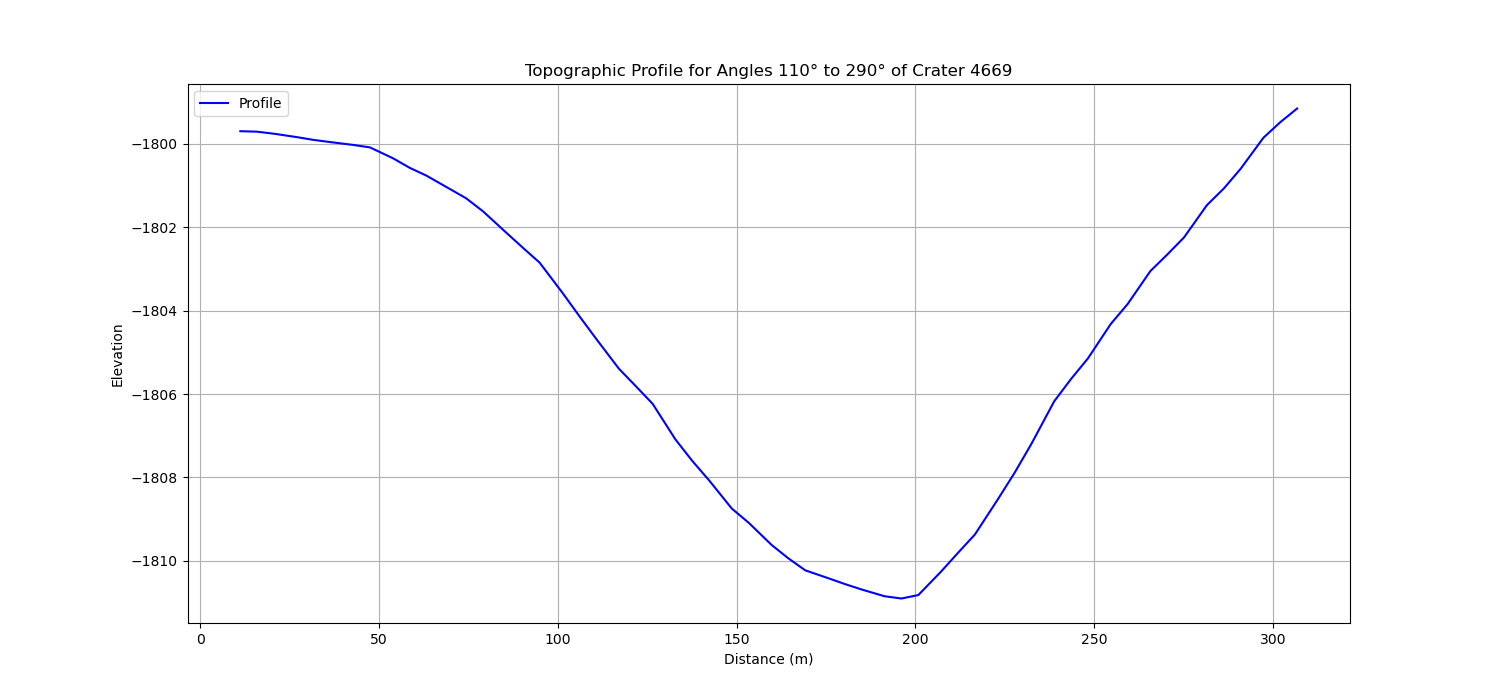 Topographic Profile for Angles 110° to 290° of Crater 4669
Profile
−1800
−1802
−1804
−1806
−1808
−1810
Elevation
0 50 100 150 200 250 300
Distance (m)